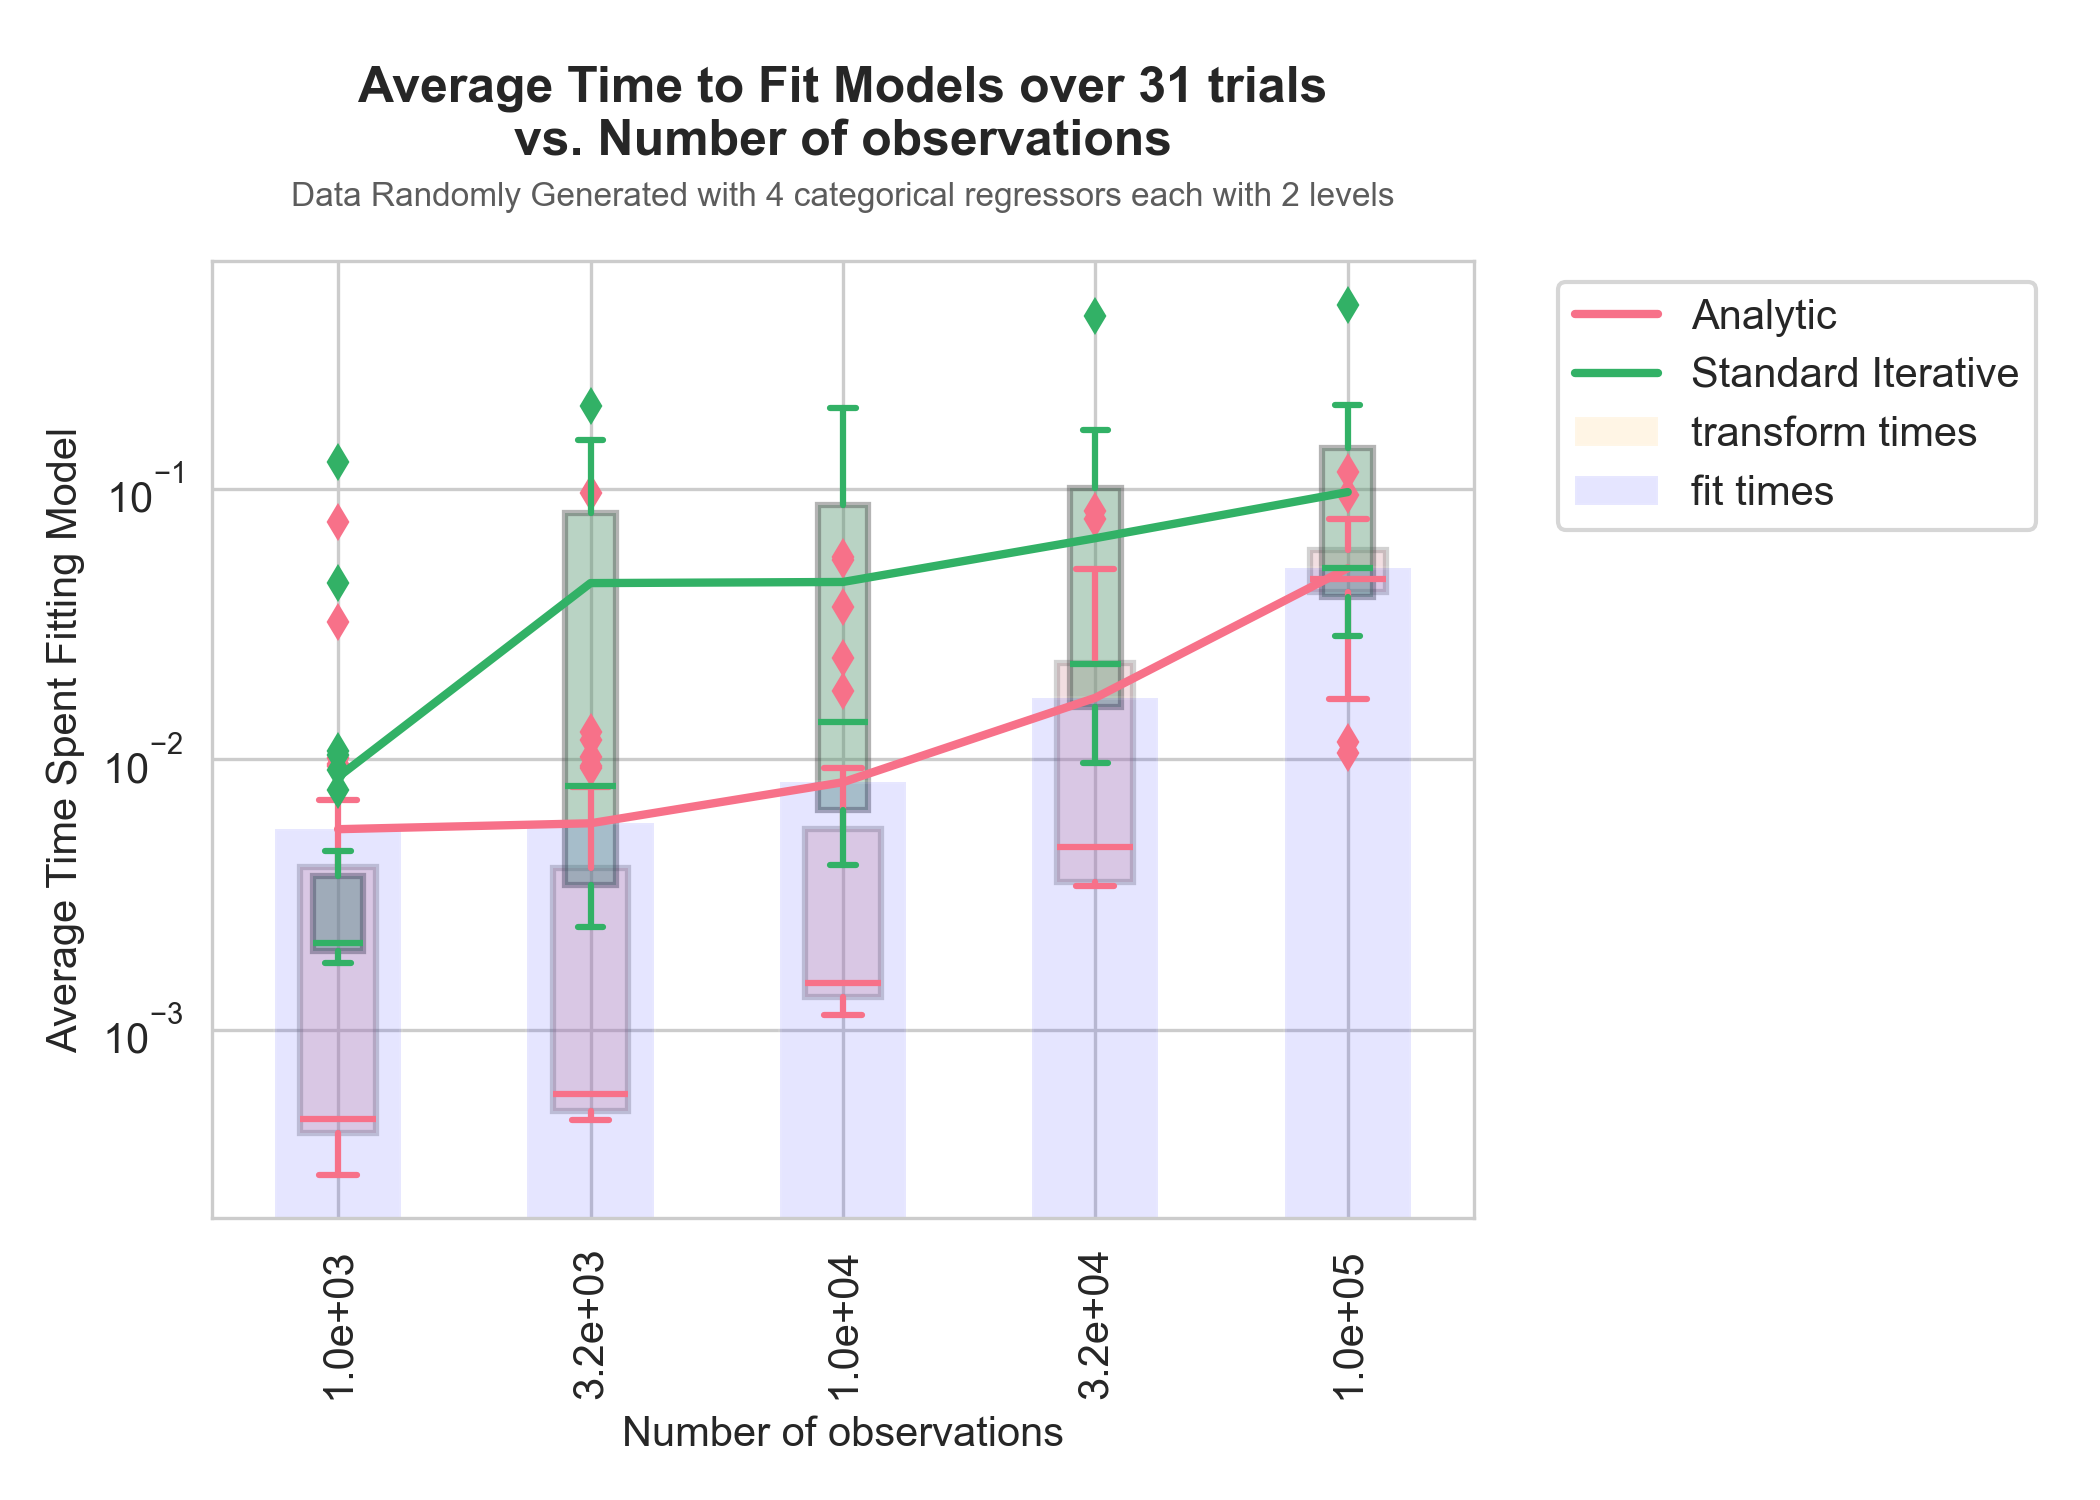 Average Time to Fit Models over 31 trials
vs. Number of observations
Data Randomly Generated with 4 categorical regressors each with 2 levels
Average Time Spent Fitting Model
10⁻¹
10⁻²
10⁻³
1.0e+03
3.2e+03
1.0e+04
3.2e+04
1.0e+05
Number of observations
Analytic
Standard Iterative
transform times
fit times